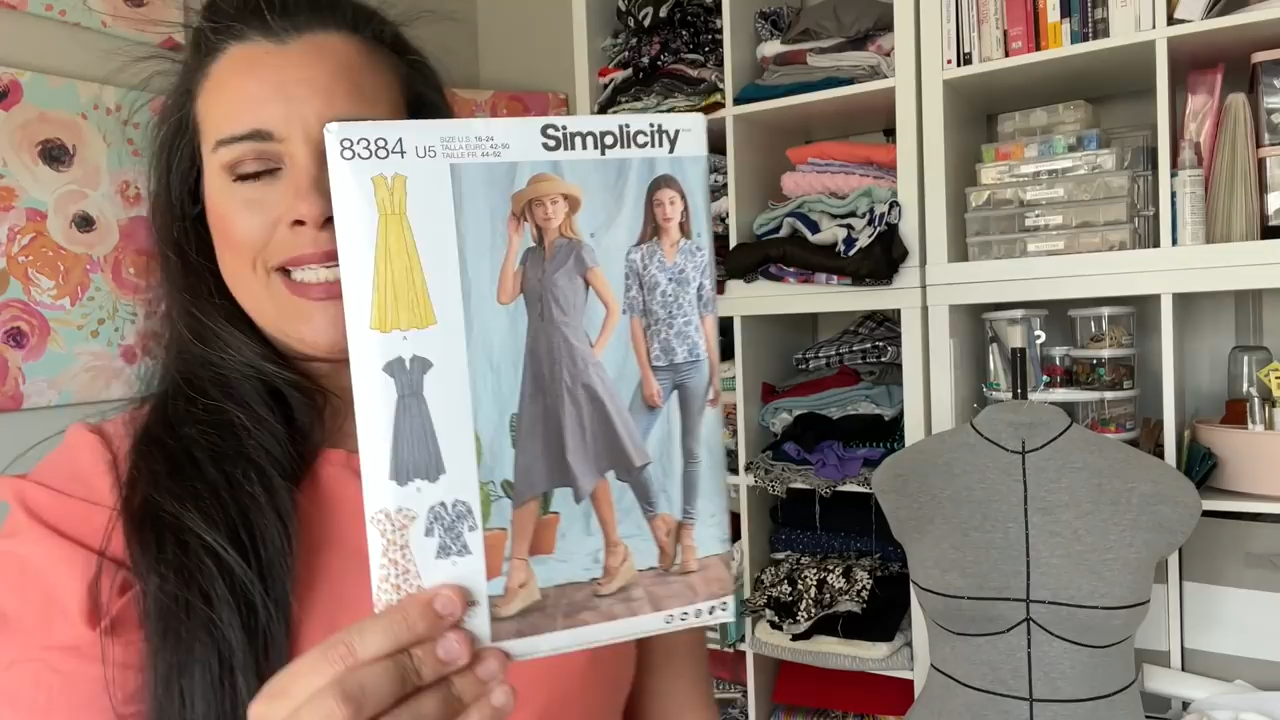 8384 U5
SIZE U.S. 16-24
TALLA EURO. 42-50
TAILLE FR. 44-52
Simplicity
A
B